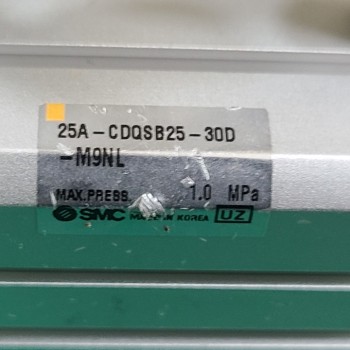 25A-CDQSB25-30D
-M9NL
MAX.PRESS. 1.0 MPa
SMC MADE IN KOREA UZ